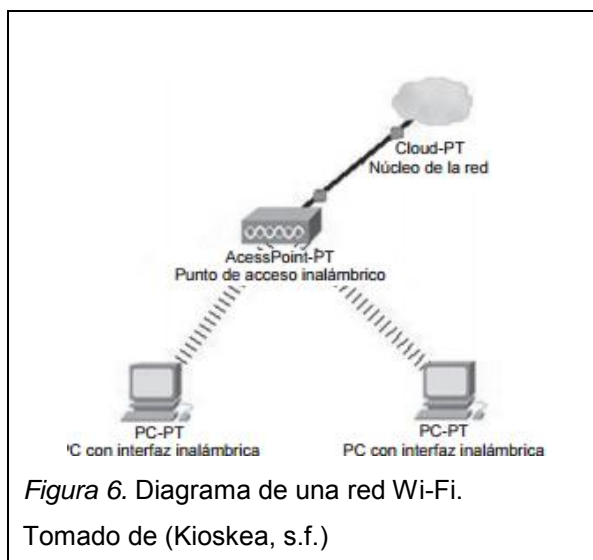 Cloud-PT
Núcleo de la red
AcessPoint-PT
Punto de acceso inalámbrico
PC-PT
'C con interfaz inalámbrica
PC-PT
PC con interfaz inalámbrica
Figura 6. Diagrama de una red Wi-Fi.
Tomado de (Kioskea, s.f.)